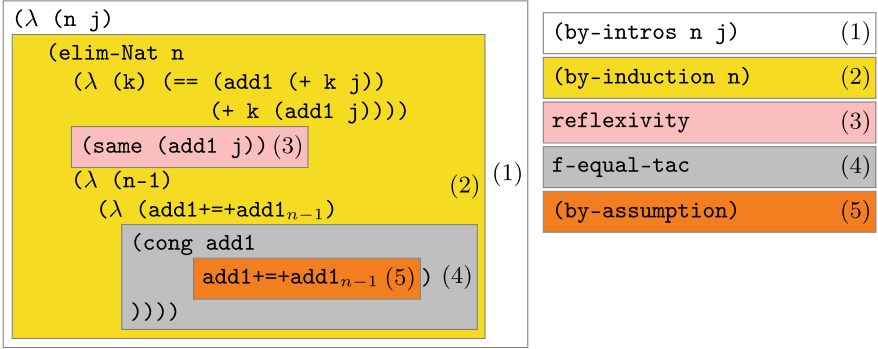 (λ (n j)
(elim-Nat n
(λ (k) (== (add1 (+ k j))
(+ k (add1 j))))
(same (add1 j)) (3)
(λ (n-1)
(λ (add1+=+add1n−1)
(cong add1
add1+=+add1n−1 (5) ) (4)
))))
(2)
(1)
(by-intros n j) (1)
(by-induction n) (2)
reflexivity (3)
f-equal-tac (4)
(by-assumption) (5)